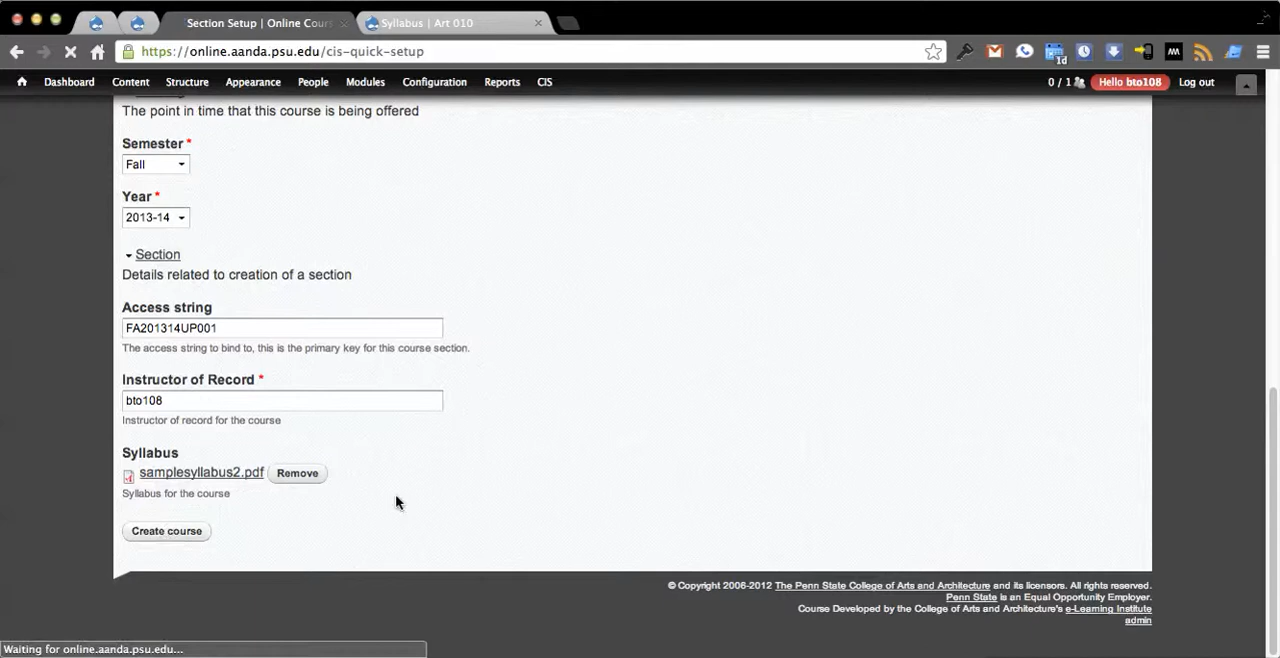 Section Setup | Online Cours
Syllabus | Art 010
https://online.aanda.psu.edu/cis-quick-setup
1d
Dashboard Content Structure Appearance People Modules Configuration Reports CIS 0 / 1 Hello bto108 Log out
The point in time that this course is being offered
Semester *
Fall
Year *
2013-14
Section
Details related to creation of a section
Access string
FA201314UP001
The access string to bind to, this is the primary key for this course section.
Instructor of Record *
bto108
Instructor of record for the course
Syllabus
samplesyllabus2.pdf Remove
Syllabus for the course
Create course
© Copyright 2006-2012 The Penn State College of Arts and Architecture and its licensors. All rights reserved.
Penn State is an Equal Opportunity Employer.
Course Developed by the College of Arts and Architecture's e-Learning Institute
admin
Waiting for online.aanda.psu.edu...